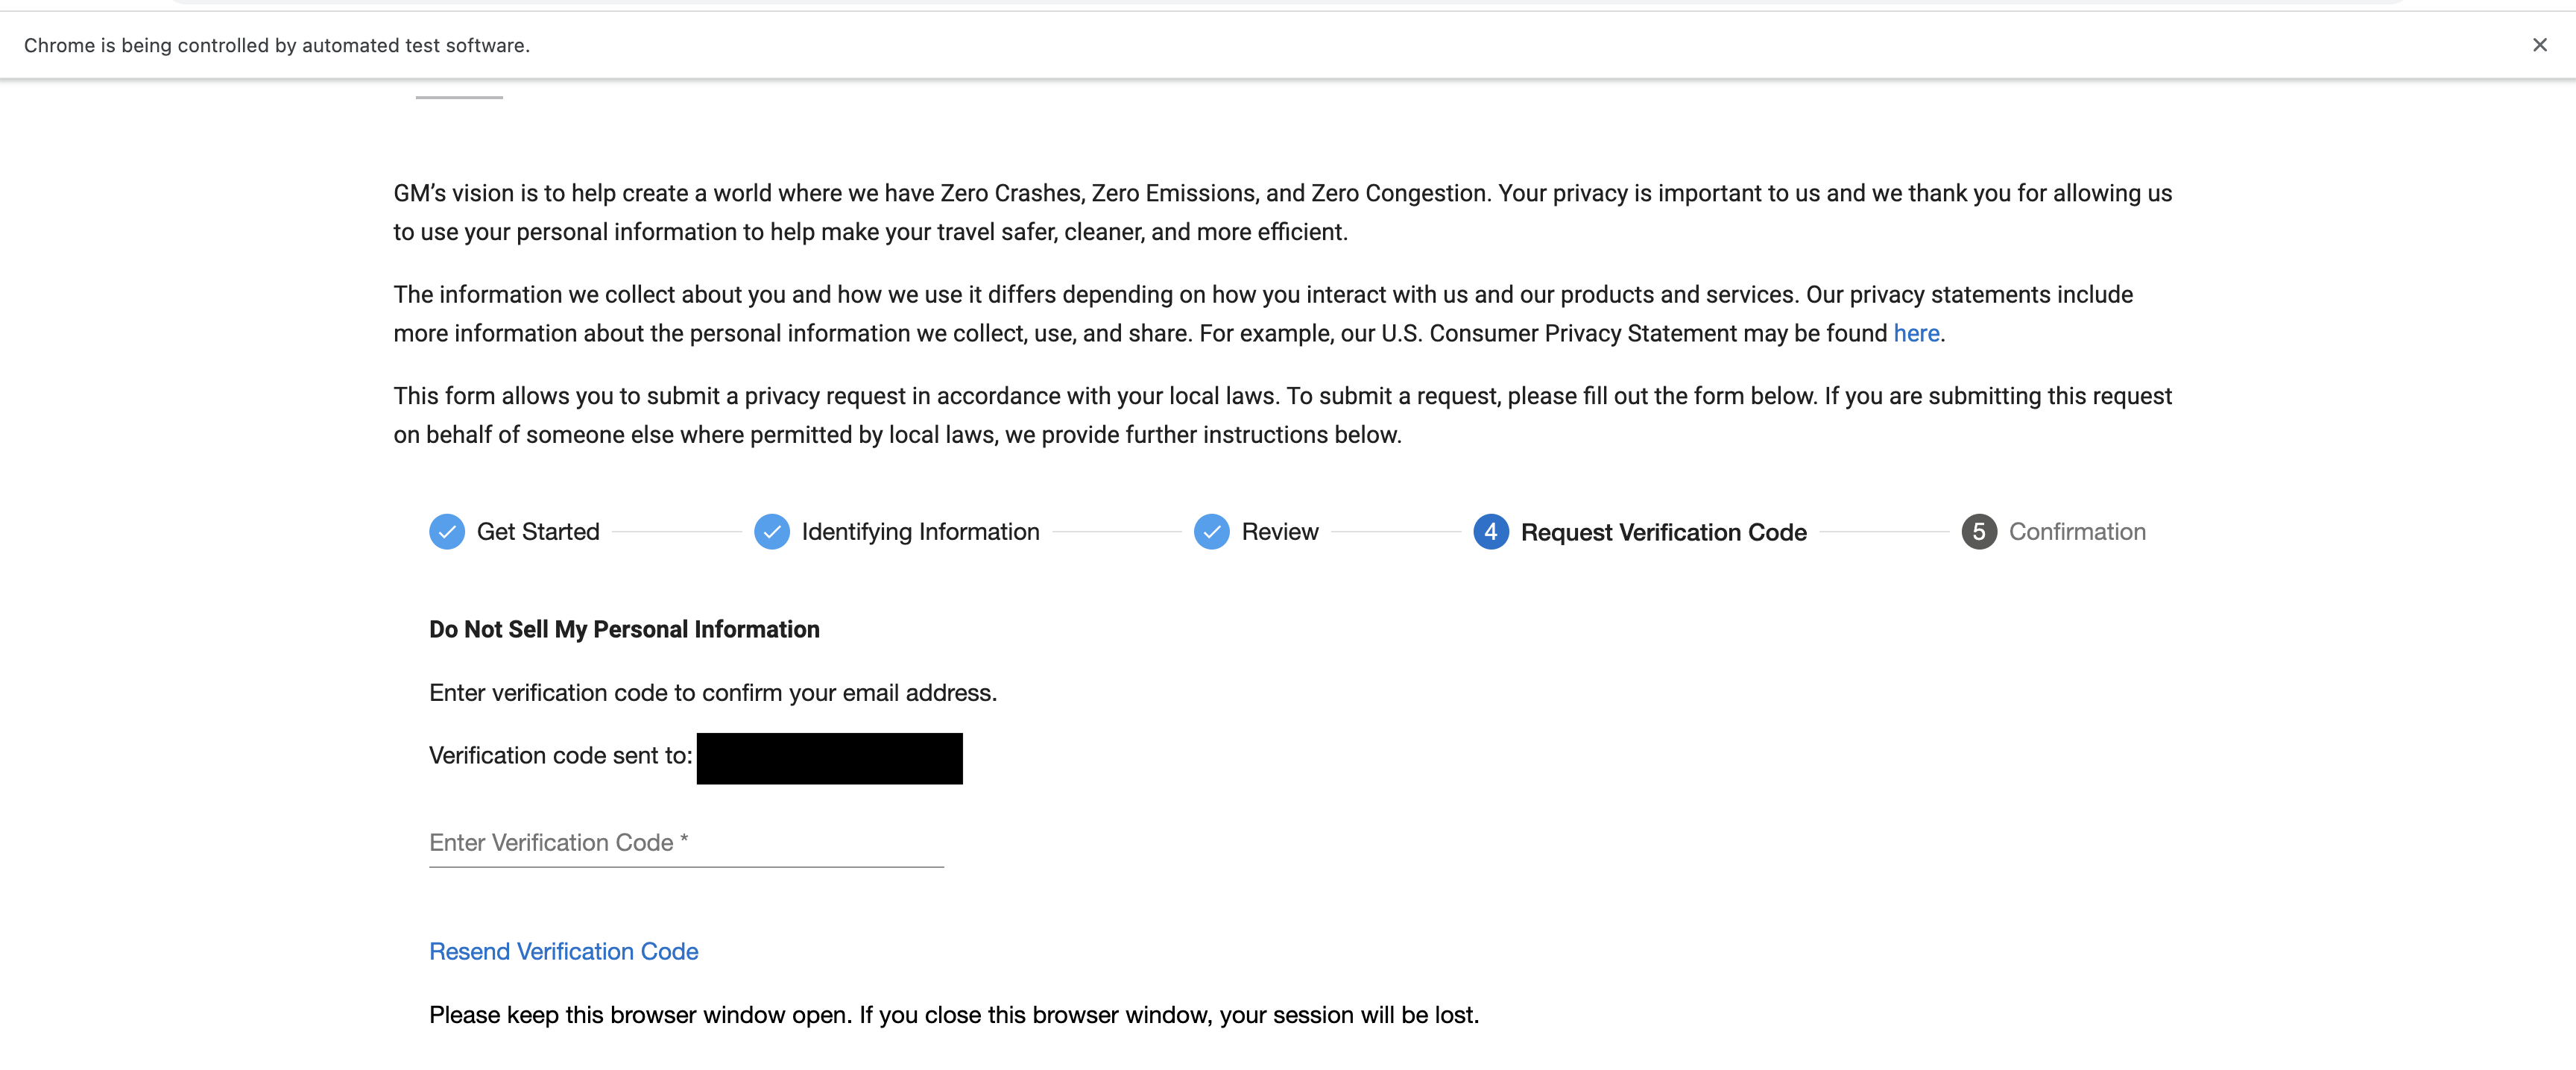 Chrome is being controlled by automated test software.
GM’s vision is to help create a world where we have Zero Crashes, Zero Emissions, and Zero Congestion. Your privacy is important to us and we thank you for allowing us
to use your personal information to help make your travel safer, cleaner, and more efficient.
The information we collect about you and how we use it differs depending on how you interact with us and our products and services. Our privacy statements include
more information about the personal information we collect, use, and share. For example, our U.S. Consumer Privacy Statement may be found here.
This form allows you to submit a privacy request in accordance with your local laws. To submit a request, please fill out the form below. If you are submitting this request
on behalf of someone else where permitted by local laws, we provide further instructions below.
Get Started Identifying Information Review 4 Request Verification Code 5 Confirmation
Do Not Sell My Personal Information
Enter verification code to confirm your email address.
Verification code sent to:
Enter Verification Code *
Resend Verification Code
Please keep this browser window open. If you close this browser window, your session will be lost.